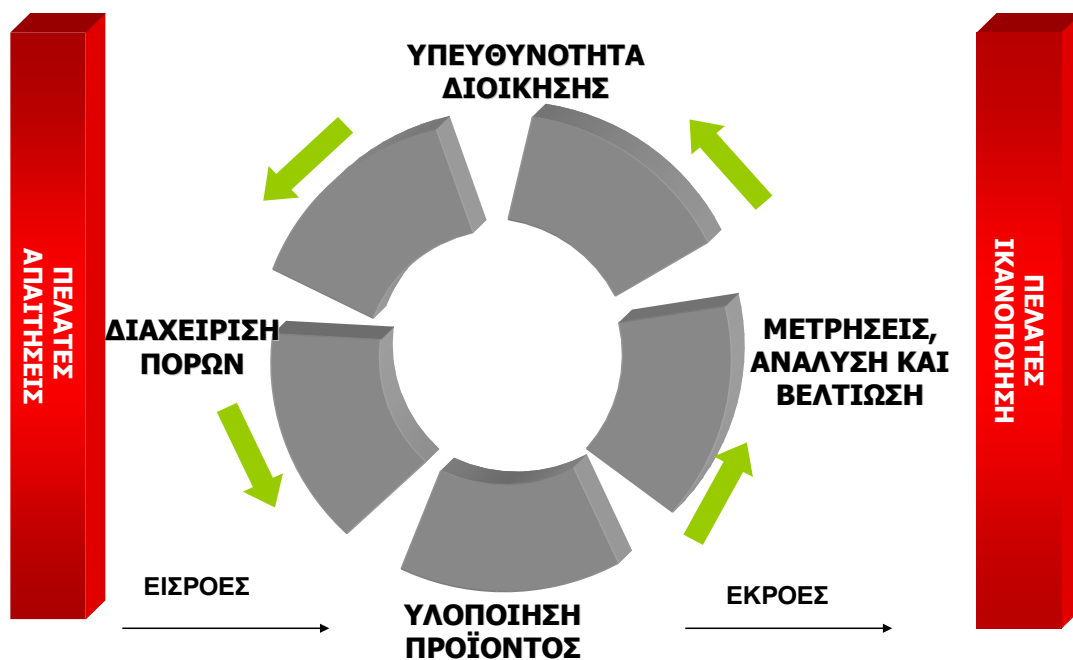 ΥΠΕΥΘΥΝΟΤΗΤΑ
ΔΙΟΙΚΗΣΗΣ
ΠΕΛΑΤΕΣ
ΑΠΑΙΤΗΣΕΙΣ
ΔΙΑΧΕΙΡΙΣΗ
ΠΟΡΩΝ
ΜΕΤΡΗΣΕΙΣ,
ΑΝΑΛΥΣΗ ΚΑΙ
ΒΕΛΤΙΩΣΗ
ΠΕΛΑΤΕΣ
ΙΚΑΝΟΠΟΙΗΣΗ
ΕΙΣΡΟΕΣ
ΥΛΟΠΟΙΗΣΗ
ΠΡΟΪΟΝΤΟΣ
ΕΚΡΟΕΣ